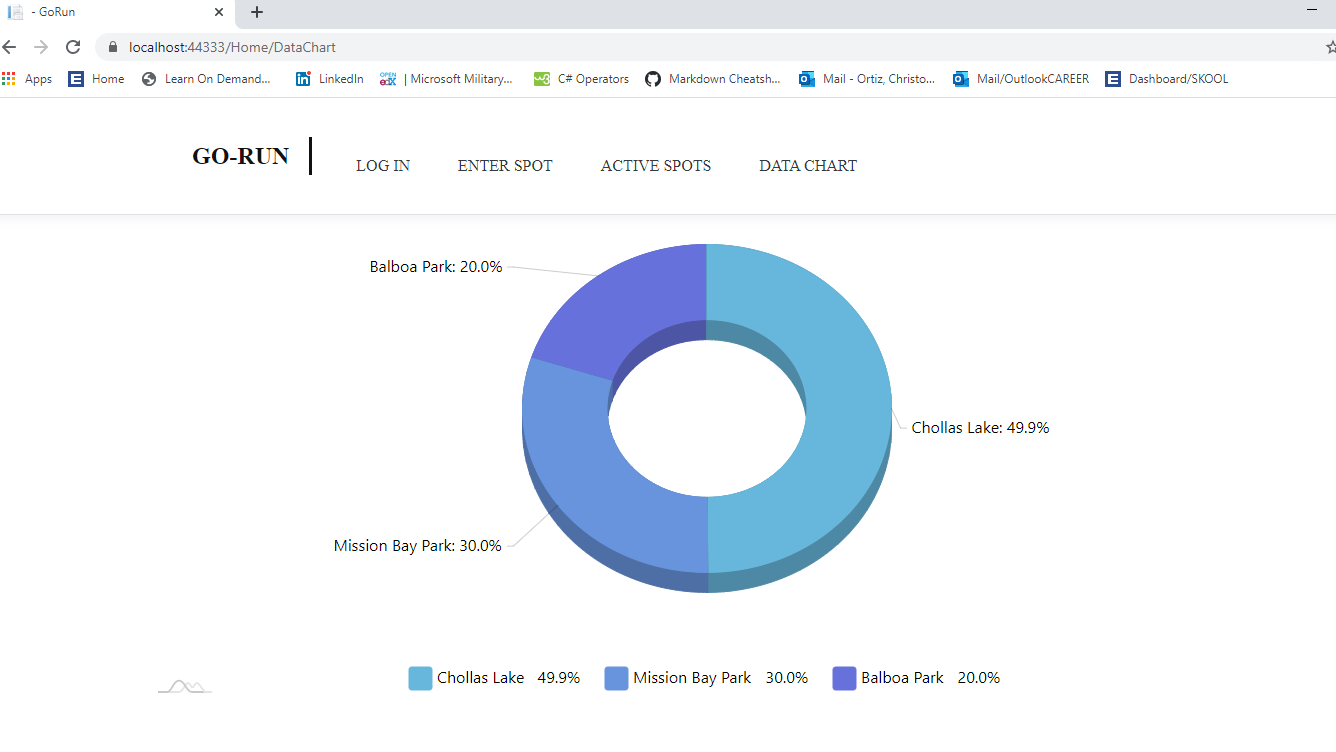 - GoRun
localhost:44333/Home/DataChart
Apps Home Learn On Demand... LinkedIn OPEN edX | Microsoft Military... w3 C# Operators Markdown Cheatsh... Mail - Ortiz, Christo... Mail/OutlookCAREER E Dashboard/SKOOL
GO-RUN LOG IN ENTER SPOT ACTIVE SPOTS DATA CHART
Balboa Park: 20.0%
Chollas Lake: 49.9%
Mission Bay Park: 30.0%
Chollas Lake 49.9% Mission Bay Park 30.0% Balboa Park 20.0%